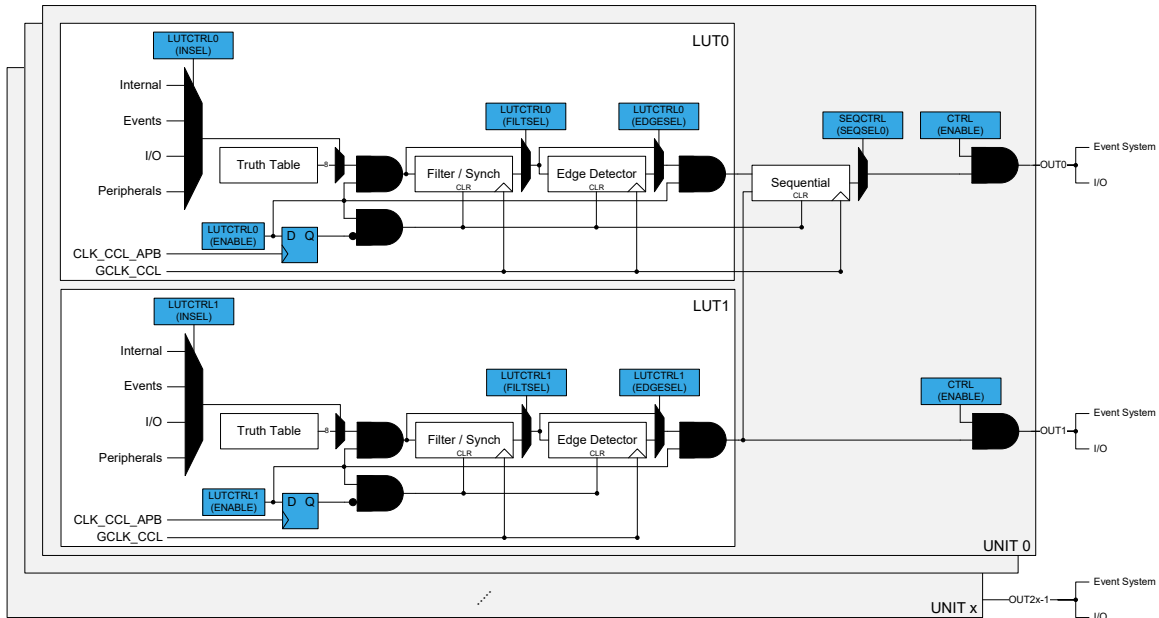 LUTCTRL0
(INSEL)
LUT0
Internal
Events
I/O
Peripherals
Truth Table
8
LUTCTRL0
(FILTSEL)
LUTCTRL0
(EDGESEL)
Filter / Synch
CLR
Edge Detector
CLR
LUTCTRL0
(ENABLE)
D Q
CLK_CCL_APB
GCLK_CCL
SEQCTRL
(SEQSEL0)
Sequential
CLR
CTRL
(ENABLE)
OUT0
Event System
I/O
LUTCTRL1
(INSEL)
LUT1
Internal
Events
I/O
Peripherals
Truth Table
8
LUTCTRL1
(FILTSEL)
LUTCTRL1
(EDGESEL)
Filter / Synch
CLR
Edge Detector
CLR
LUTCTRL1
(ENABLE)
D Q
CLK_CCL_APB
GCLK_CCL
CTRL
(ENABLE)
OUT1
Event System
I/O
UNIT 0
UNIT x
OUT2x-1
Event System
I/O